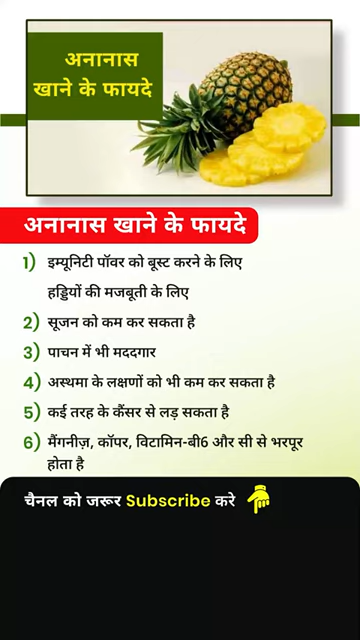 अनानास
खाने के फायदे
अनानास खाने के फायदे
1) इम्यूनिटी पॉवर को बूस्ट करने के लिए
हड्डियों की मजबूती के लिए
2) सूजन को कम कर सकता है
3) पाचन में भी मददगार
4) अस्थमा के लक्षणों को भी कम कर सकता है
5) कई तरह के कैंसर से लड़ सकता है
6) मैंगनीज़, कॉपर, विटामिन-बी6 और सी से भरपूर
होता है
चैनल को जरूर Subscribe करे